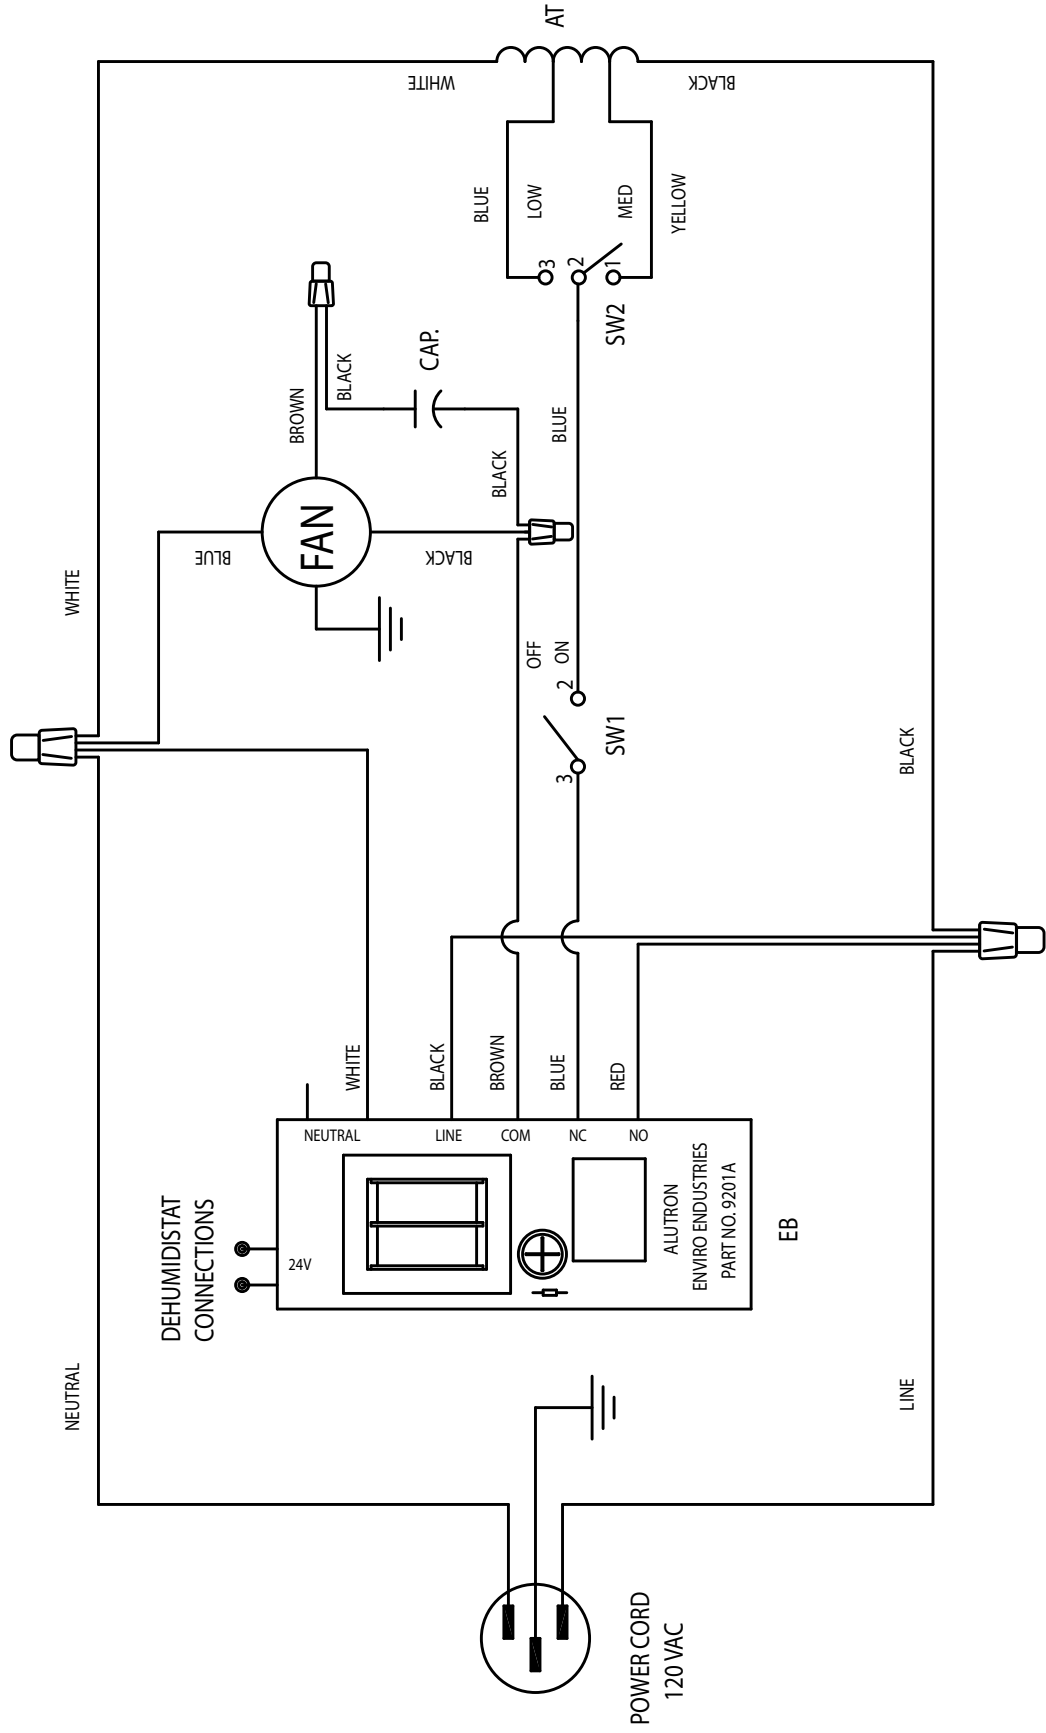 POWER CORD
120 VAC
NEUTRAL
LINE
DEHUMIDISTAT
CONNECTIONS
24V
NEUTRAL
LINE
COM
NC
NO
ALUTRON
ENVIRO ENDUSTRIES
PART NO. 9201A
EB
WHITE
BLACK
BROWN
BLUE
RED
WHITE
BLUE
FAN
BLACK
BROWN
BLACK
CAP.
BLACK
OFF
ON
3
2
SW1
BLUE
BLACK
SW2
3
2
1
BLUE
LOW
MED
YELLOW
WHITE
BLACK
AT